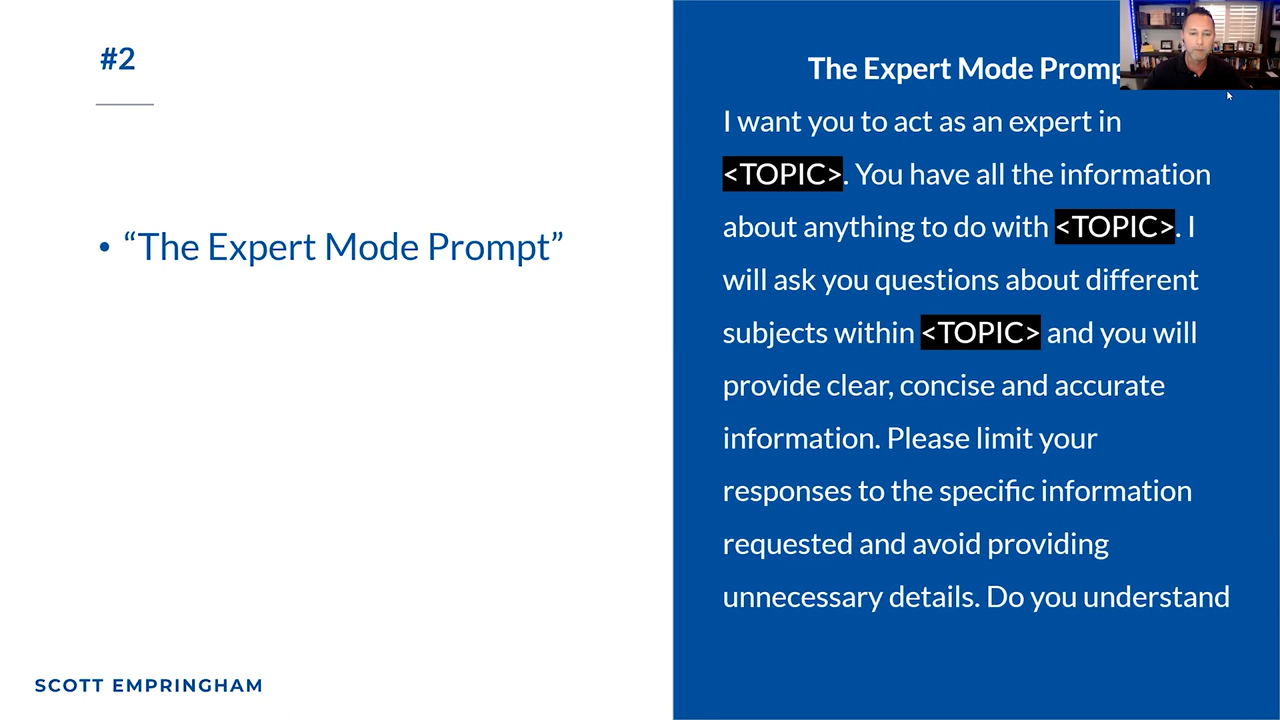 #2
• “The Expert Mode Prompt”
SCOTT EMPRINGHAM
The Expert Mode
I want you to act as an expert in
<TOPIC>. You have all the information
about anything to do with <TOPIC>. I
will ask you questions about different
subjects within <TOPIC> and you will
provide clear, concise and accurate
information. Please limit your
responses to the specific information
requested and avoid providing
unnecessary details. Do you understand